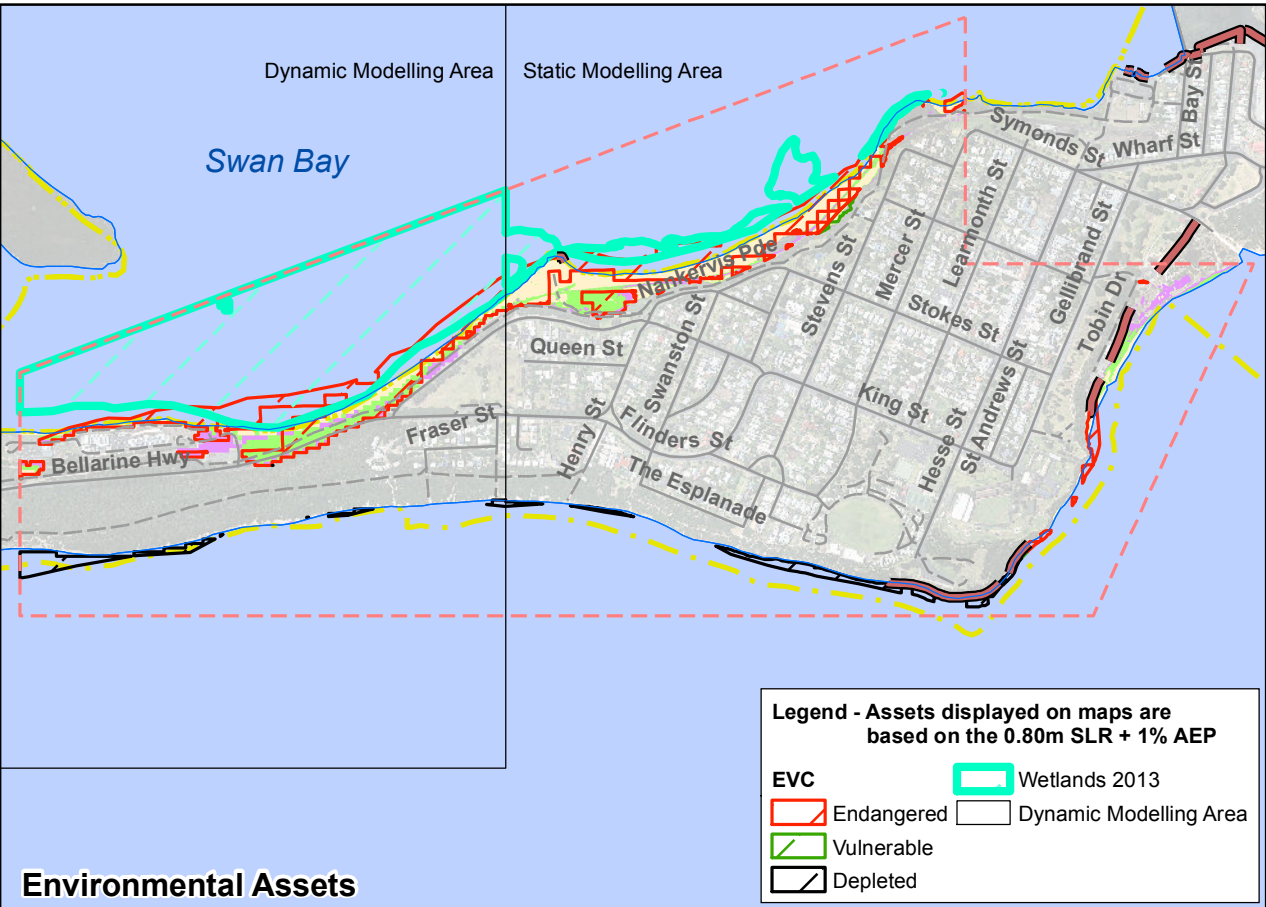 Dynamic Modelling Area
Static Modelling Area
Swan Bay
Symonds St
Wharf St
Bay St
Learmonth St
Mercer St
Gellibrand St
Tobin Dr
Nankervis Pde
Stevens St
Stokes St
Swanston St
Queen St
King St
St Andrews St
Hesse St
Fraser St
Henry St
Flinders St
The Esplanade
Bellarine Hwy
Legend - Assets displayed on maps are
based on the 0.80m SLR + 1% AEP
EVC
Wetlands 2013
Endangered
Dynamic Modelling Area
Vulnerable
Depleted
Environmental Assets